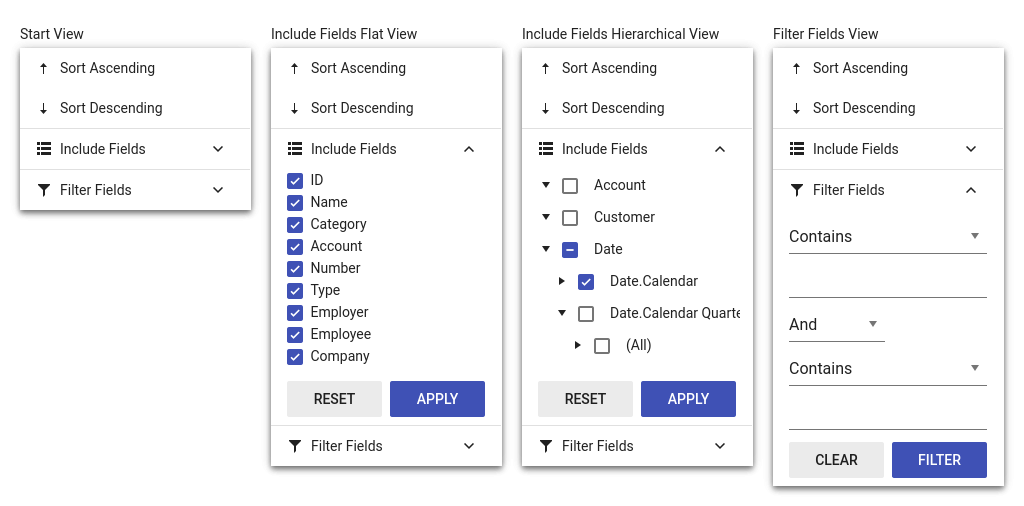 Start View
Sort Ascending
Sort Descending
Include Fields
Filter Fields
Include Fields Flat View
Sort Ascending
Sort Descending
Include Fields
ID
Name
Category
Account
Number
Type
Employer
Employee
Company
RESET
APPLY
Filter Fields
Include Fields Hierarchical View
Sort Ascending
Sort Descending
Include Fields
Account
Customer
Date
Date.Calendar
Date.Calendar Quarte
(All)
RESET
APPLY
Filter Fields
Filter Fields View
Sort Ascending
Sort Descending
Include Fields
Filter Fields
Contains
And
Contains
CLEAR
FILTER